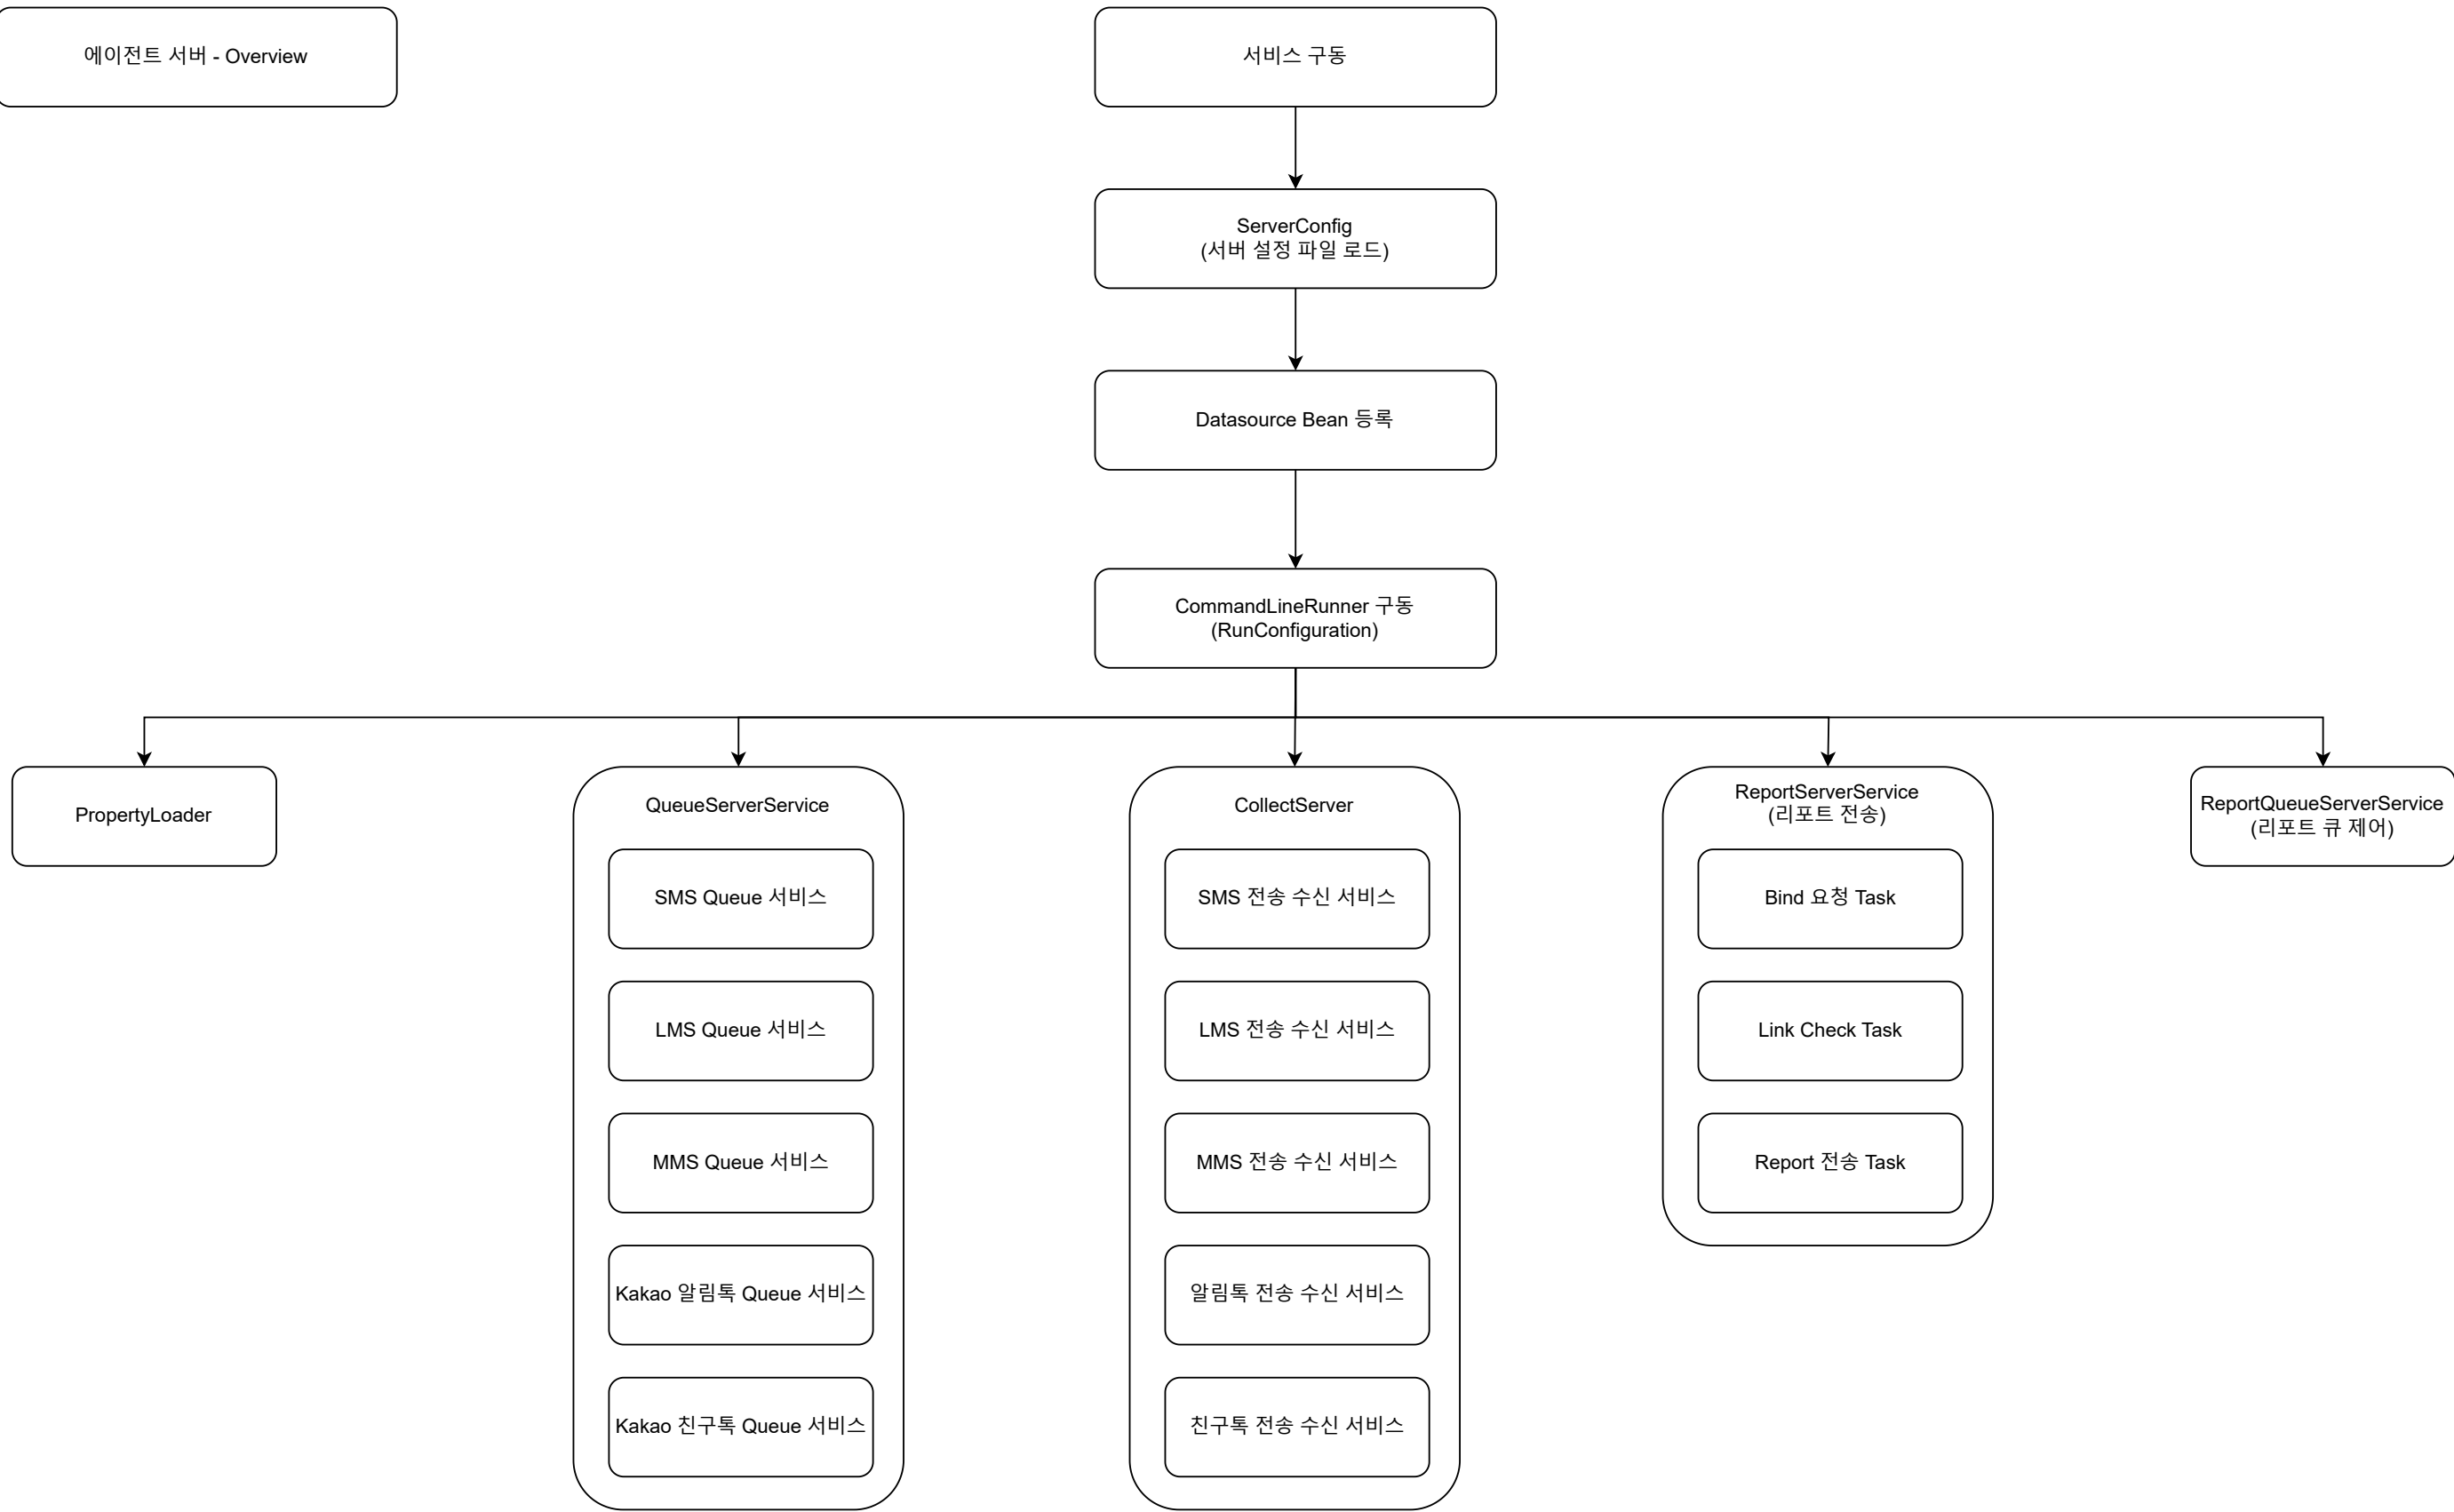 에이전트 서버 - Overview
서비스 구동
ServerConfig
(서버 설정 파일 로드)
Datasource Bean 등록
CommandLineRunner 구동
(RunConfiguration)
PropertyLoader
QueueServerService
SMS Queue 서비스
LMS Queue 서비스
MMS Queue 서비스
Kakao 알림톡 Queue 서비스
Kakao 친구톡 Queue 서비스
CollectServer
SMS 전송 수신 서비스
LMS 전송 수신 서비스
MMS 전송 수신 서비스
알림톡 전송 수신 서비스
친구톡 전송 수신 서비스
ReportServerService
(리포트 전송)
Bind 요청 Task
Link Check Task
Report 전송 Task
ReportQueueServerService
(리포트 큐 제어)